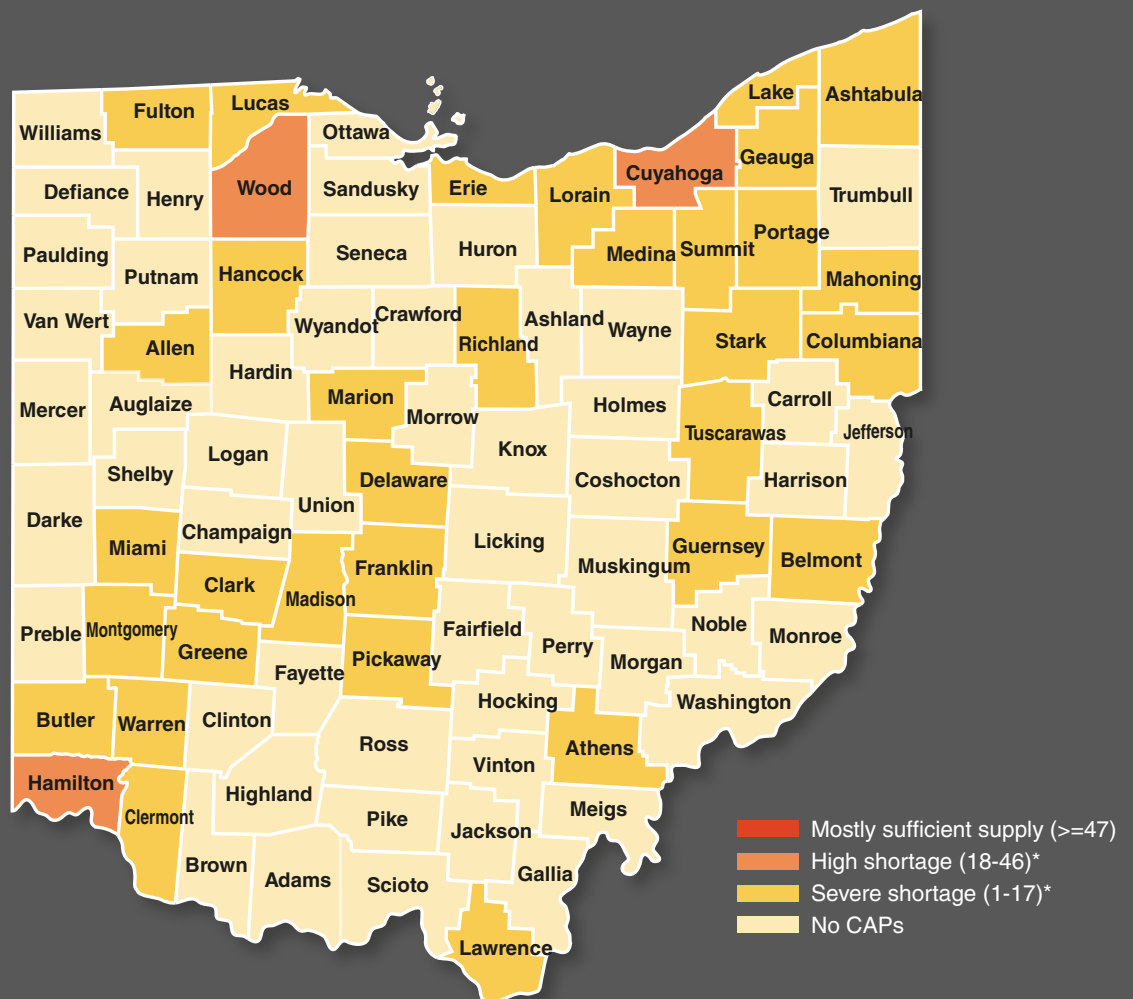 Lake
Ashtabula
Lucas
Fulton
Williams
Ottawa
Geauga
Cuyahoga
Wood
Sandusky
Erie
Defiance
Henry
Lorain
Trumbull
Portage
Summit
Medina
Huron
Seneca
Paulding
Putnam
Hancock
Mahoning
Van Wert
Wyandot
Crawford
Ashland
Wayne
Richland
Stark
Columbiana
Allen
Hardin
Marion
Carroll
Holmes
Mercer
Auglaize
Morrow
Tuscarawas
Jefferson
Knox
Logan
Shelby
Delaware
Coshocton
Harrison
Union
Darke
Champaign
Licking
Miami
Guernsey
Belmont
Franklin
Muskingum
Clark
Madison
Noble
Preble
Montgomery
Fairfield
Monroe
Perry
Greene
Pickaway
Morgan
Fayette
Hocking
Washington
Butler
Warren
Clinton
Ross
Athens
Vinton
Hamilton
Highland
Meigs
Clermont
Pike
Jackson
Brown
Adams
Scioto
Gallia
Lawrence
Mostly sufficient supply (>=47)
High shortage (18-46)*
Severe shortage (1-17)*
No CAPs